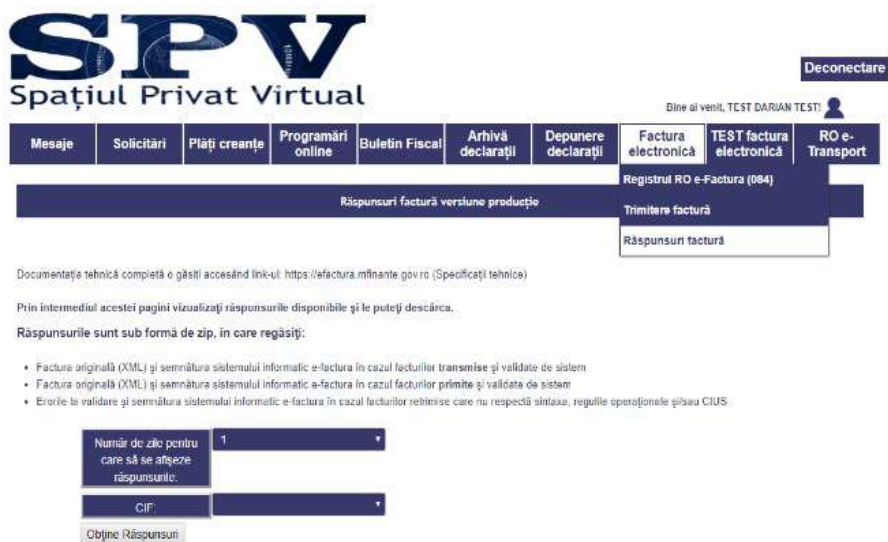 SPV
Spațiul Privat Virtual
Deconectare
Bine ai venit, TEST DARIAN TEST!
Mesaje
Solicitări
Plăți creanțe
Programări
online
Buletin Fiscal
Arhivă
declarații
Depunere
declarații
Factura
electronică
TEST factura
electronică
RO e-
Transport
Registrul RO e-Factura (084)
Trimitere factură
Răspunsuri factură
Răspunsuri factură versiune producție
Documentația tehnică completă o găsiți accesând link-ul: https://efactura.mfinante.gov.ro (Specificații tehnice)
Prin intermediul acestei pagini vizualizați răspunsurile disponibile și le puteți descărca.
Răspunsurile sunt sub formă de zip, în care regăsiți:
• Factura originală (XML) și semnătura sistemului informatic e-factura în cazul facturilor transmise și validate de sistem
• Factura originală (XML) și semnătura sistemului informatic e-factura în cazul facturilor primite și validate de sistem
• Erorile la validare și semnătura sistemului informatic e-factura în cazul facturilor retrimise care nu respectă sintaxa, regulile operaționale și/sau CIUS
Număr de zile pentru
care să se afișeze
răspunsurile:
1
CIF:
Obține Răspunsuri